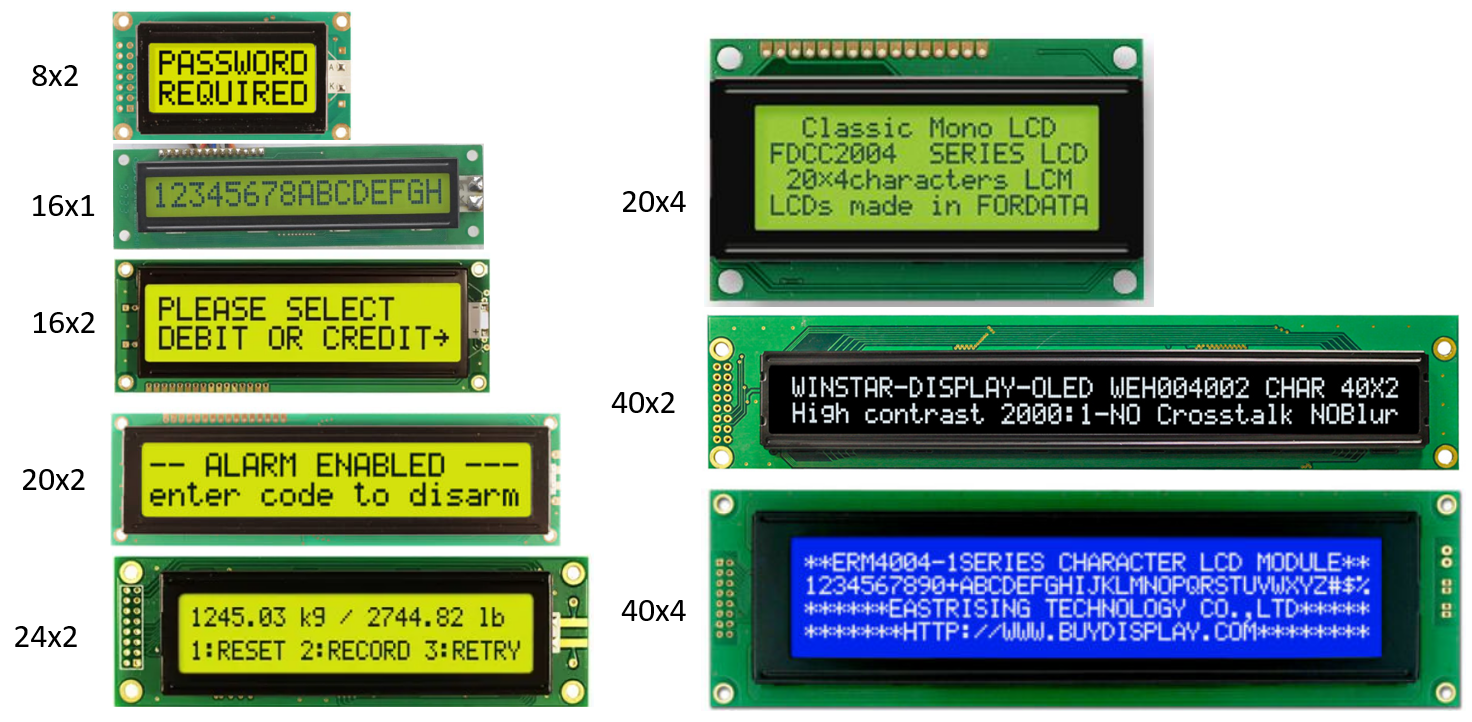 8x2
PASSWORD
REQUIRED
16x1
12345678ABCDEFGH
16x2
PLEASE SELECT
DEBIT OR CREDIT→
20x2
-- ALARM ENABLED ---
enter code to disarm
24x2
1245.03 kg / 2744.82 lb
1:RESET 2:RECORD 3:RETRY
20x4
Classic Mono LCD
FDCC2004 SERIES LCD
20×4characters LCM
LCDs made in FORDATA
40x2
WINSTAR-DISPLAY-OLED WEH004002 CHAR 40X2
High contrast 2000:1-NO Crosstalk NOBlur
40x4
**ERM4004-1SERIES CHARACTER LCD MODULE**
1234567890+ABCDEFGHIJKLMNOPQRSTUVWXYZ#$%
******EASTRISING TECHNOLOGY CO.,LTD*****
*******HTTP://WWW.BUYDISPLAY.COM********